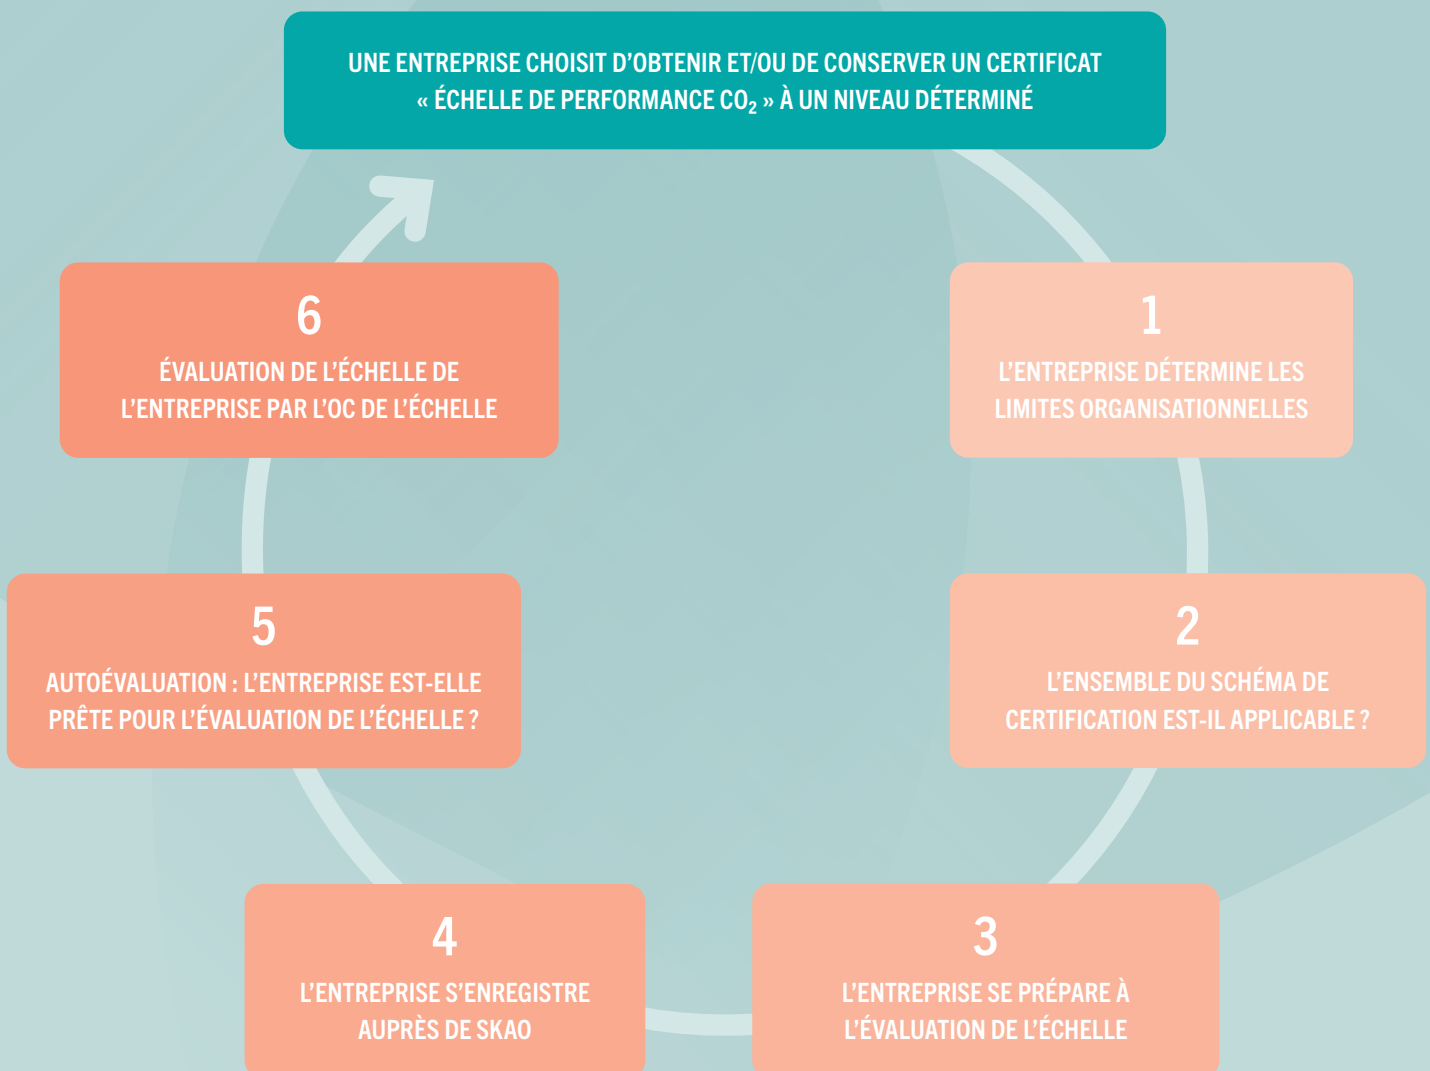 UNE ENTREPRISE CHOISIT D’OBTENIR ET/OU DE CONSERVER UN CERTIFICAT
« ÉCHELLE DE PERFORMANCE CO₂ » À UN NIVEAU DÉTERMINÉ
1
L’ENTREPRISE DÉTERMINE LES
LIMITES ORGANISATIONNELLES
2
L’ENSEMBLE DU SCHÉMA DE
CERTIFICATION EST-IL APPLICABLE ?
3
L’ENTREPRISE SE PRÉPARE À
L’ÉVALUATION DE L’ÉCHELLE
4
L’ENTREPRISE S’ENREGISTRE
AUPRÈS DE SKAO
5
AUTOÉVALUATION : L’ENTREPRISE EST-ELLE
PRÊTE POUR L’ÉVALUATION DE L’ÉCHELLE ?
6
ÉVALUATION DE L’ÉCHELLE DE
L’ENTREPRISE PAR L’OC DE L’ÉCHELLE